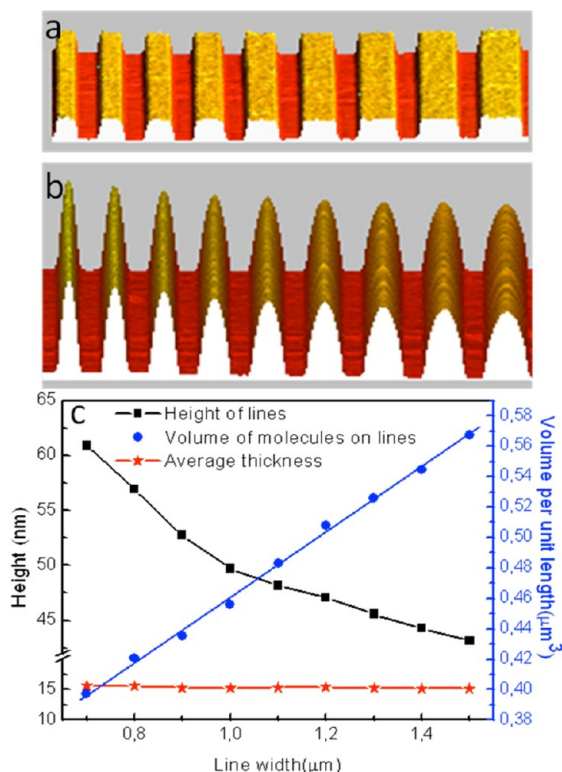 a
b
c
Height of lines
Volume of molecules on lines
Average thickness
Height (nm)
65
60
55
50
45
15
10
Volume per unit length(μm³)
0,58
0,56
0,54
0,52
0,50
0,48
0,46
0,44
0,42
0,40
0,38
0,8
1,0
1,2
1,4
Line width(μm)